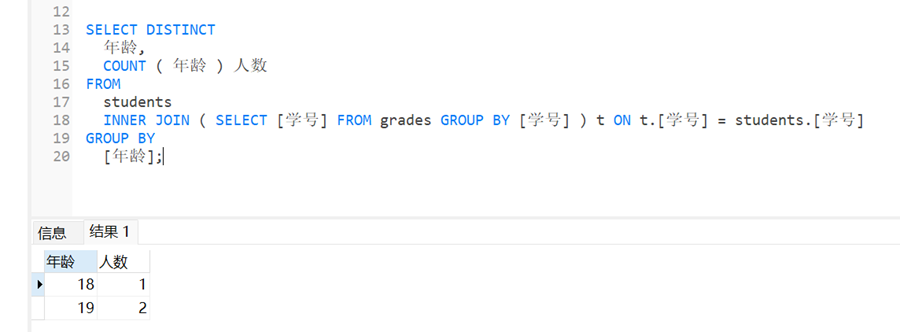 12
13 SELECT DISTINCT
14 年龄,
15 COUNT ( 年龄 ) 人数
16 FROM
17 students
18 INNER JOIN ( SELECT [学号] FROM grades GROUP BY [学号] ) t ON t.[学号] = students.[学号]
19 GROUP BY
20 [年龄];
信息 结果 1
年龄 人数
18 1
19 2